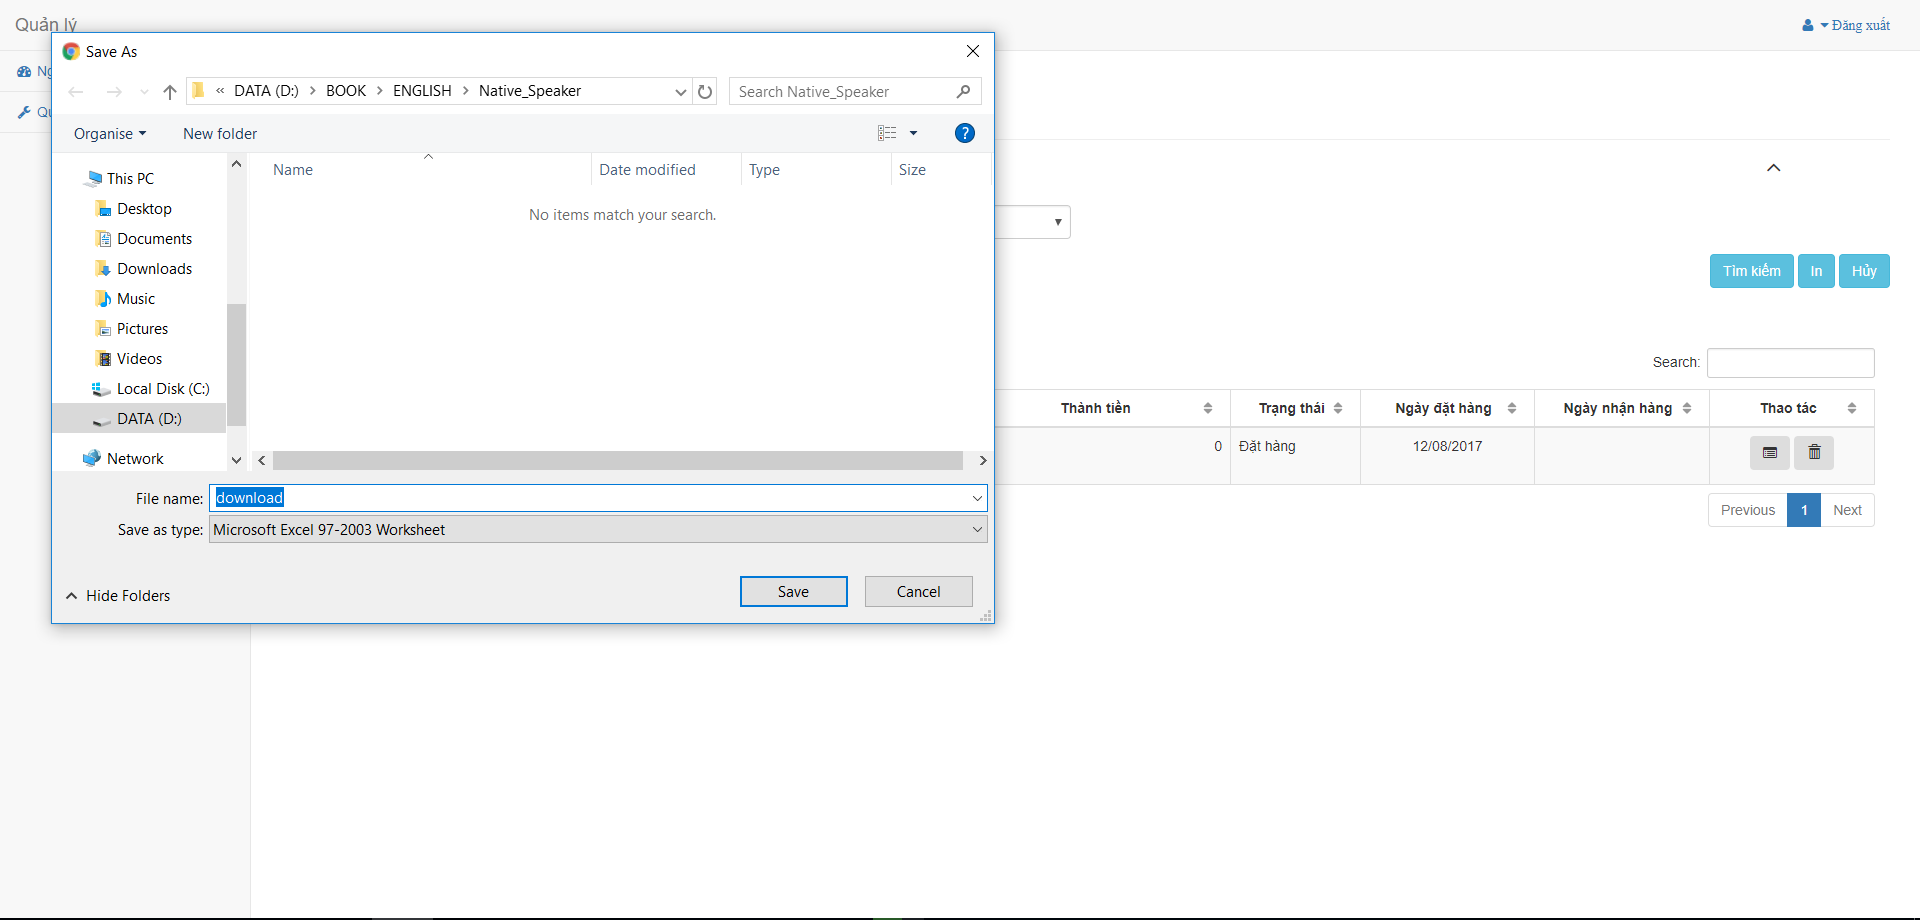 Quản lý
Đăng xuất
Save As
« DATA (D:) > BOOK > ENGLISH > Native_Speaker
Search Native_Speaker
Organise
New folder
?
Name
Date modified
Type
Size
No items match your search.
This PC
Desktop
Documents
Downloads
Music
Pictures
Videos
Local Disk (C:)
DATA (D:)
Network
File name: download
Save as type: Microsoft Excel 97-2003 Worksheet
Hide Folders
Save
Cancel
Tìm kiếm
In
Hủy
Search:
Thành tiền
Trạng thái
Ngày đặt hàng
Ngày nhận hàng
Thao tác
0
Đặt hàng
12/08/2017
Previous
1
Next